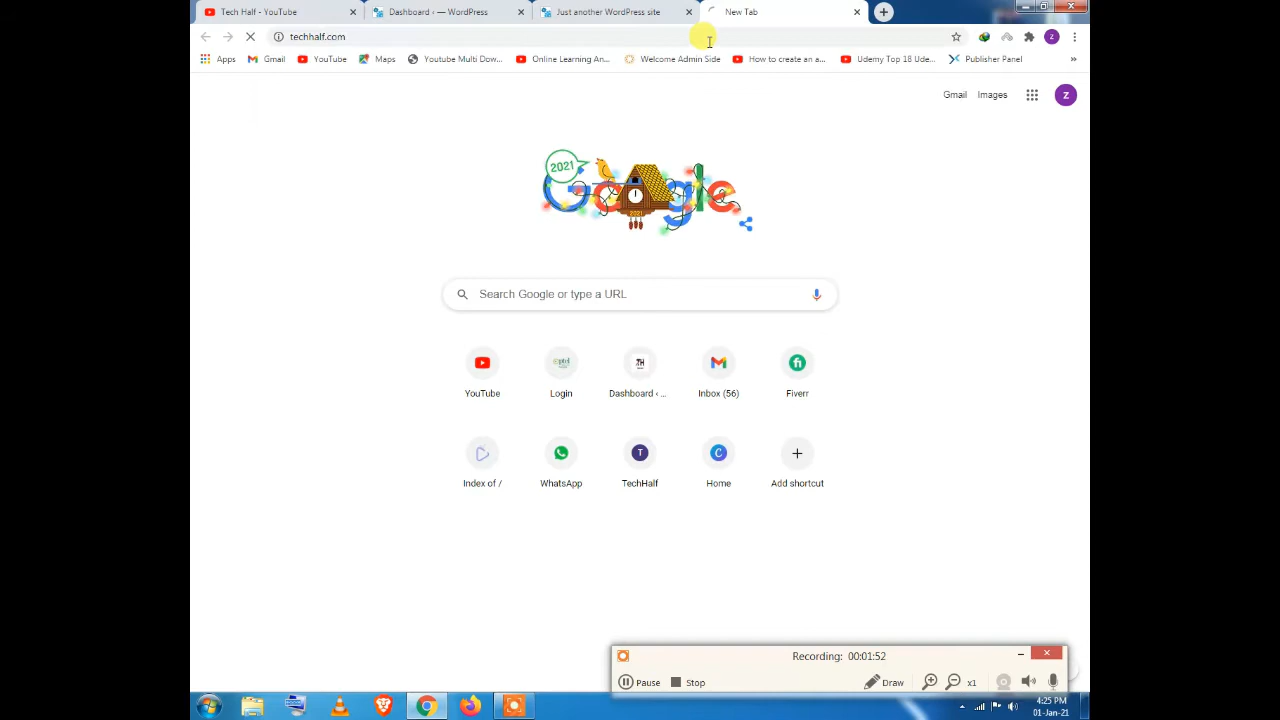 Tech Half - YouTube
Dashboard ‹ — WordPress
Just another WordPress site
New Tab
techhalf.com
Apps
Gmail
YouTube
Maps
Youtube Multi Dow...
Online Learning An...
Welcome Admin Side
How to create an a...
Udemy Top 18 Ude...
Publisher Panel
»
Gmail
Images
z
2021
Google
2021
Search Google or type a URL
YouTube
Login
Dashboard ‹ ...
Inbox (56)
Fiverr
Index of /
WhatsApp
TechHalf
Home
Add shortcut
Recording: 00:01:52
Pause
Stop
Draw
x1
4:25 PM
01-Jan-21